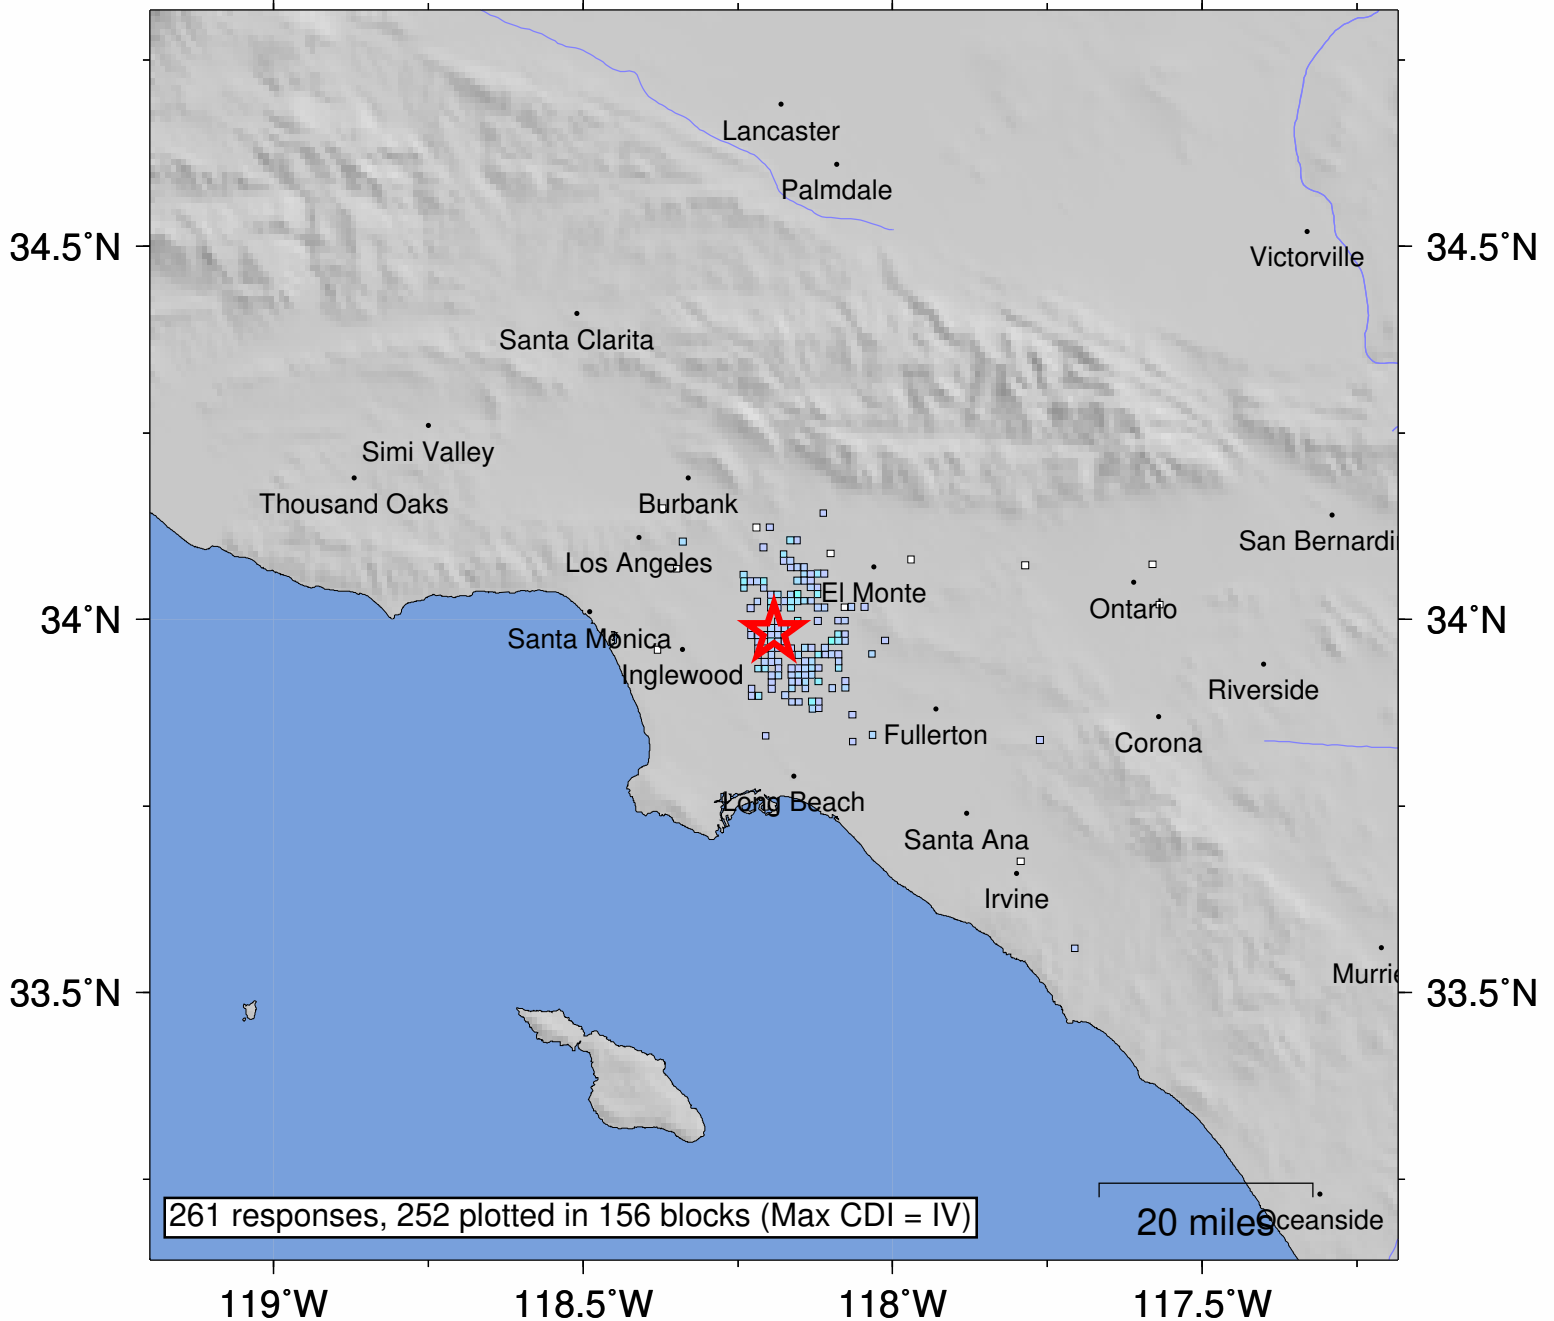 Lancaster
Palmdale
34.5°N
34.5°N
Victorville
Santa Clarita
Simi Valley
Thousand Oaks
Burbank
San Bernardi
Los Angeles
El Monte
Ontario
34°N
34°N
Santa Monica
Inglewood
Riverside
Fullerton
Corona
Long Beach
Santa Ana
Irvine
Murrie
33.5°N
33.5°N
261 responses, 252 plotted in 156 blocks (Max CDI = IV)
20 miles
Oceanside
119°W
118.5°W
118°W
117.5°W